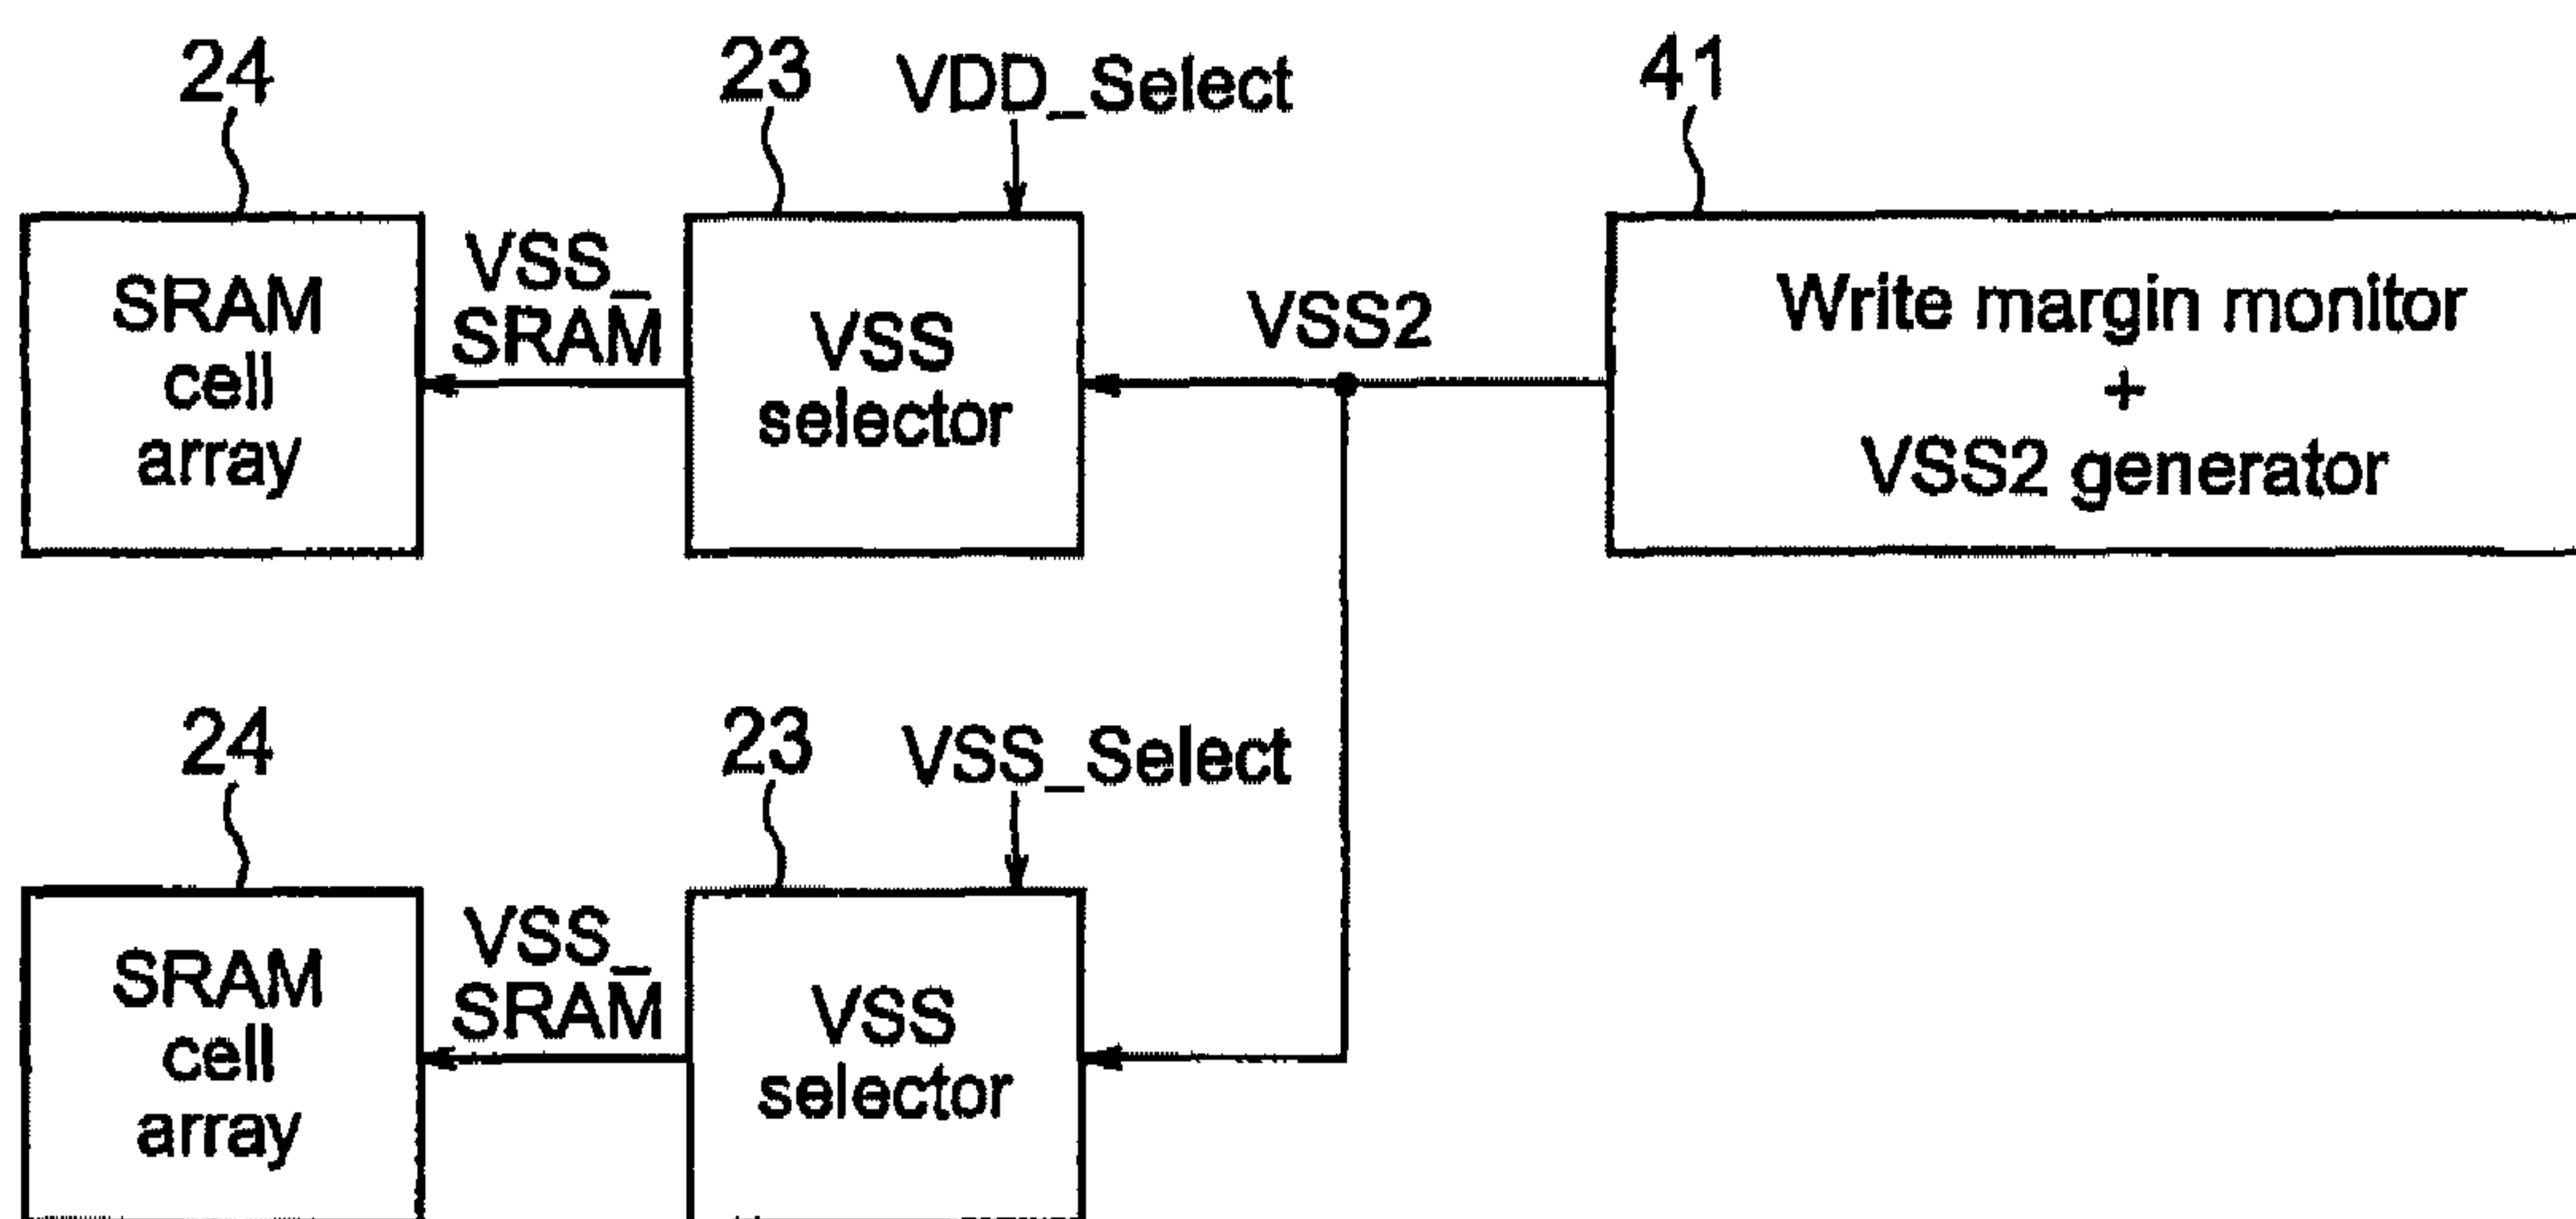 24
23
VDD_Select
41
SRAM
cell
array
VSS_
SRAM
VSS
selector
VSS2
Write margin monitor
+
VSS2 generator
24
23
VSS_Select
SRAM
cell
array
VSS_
SRAM
VSS
selector